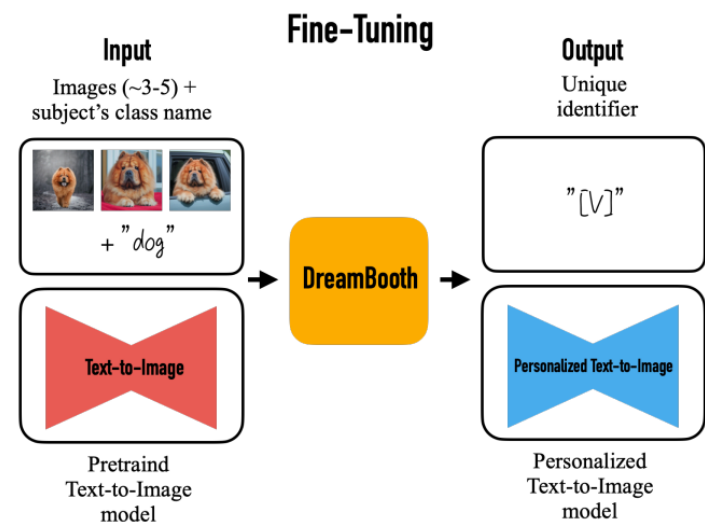 Fine-Tuning
Input
Images (~3-5) +
subject's class name
+ "dog"
Text-to-Image
Pretraind
Text-to-Image
model
DreamBooth
Output
Unique
identifier
"[V]"
Personalized Text-to-Image
Personalized
Text-to-Image
model